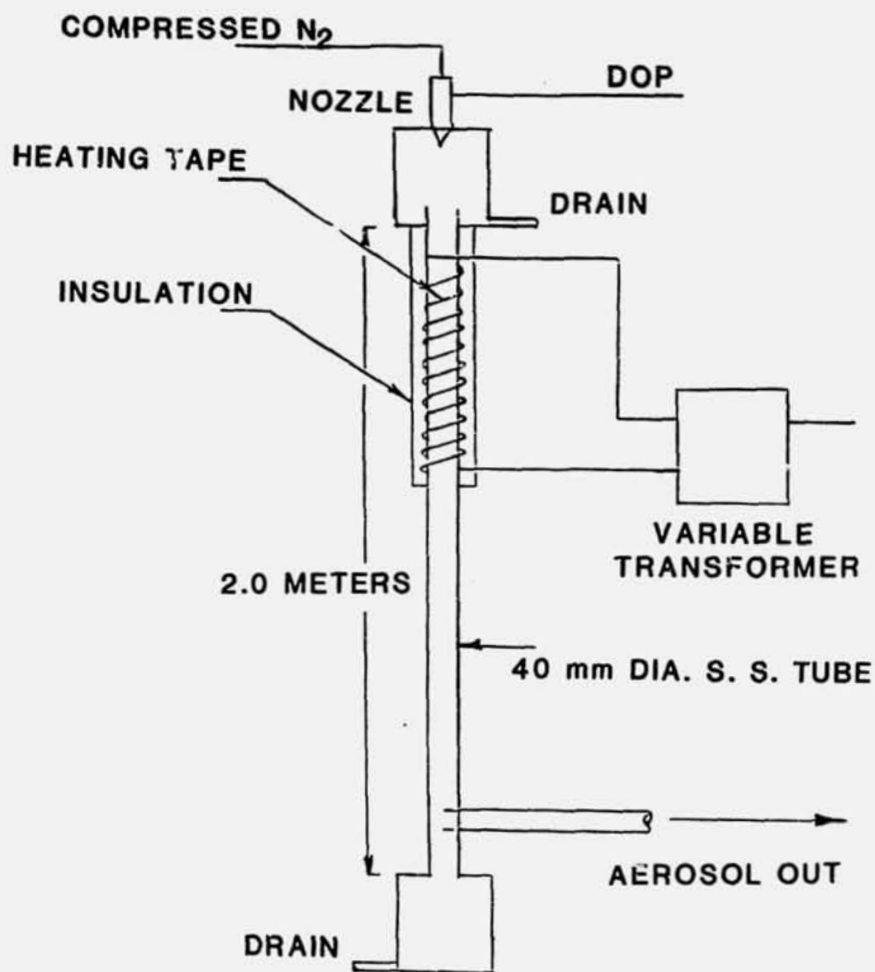 COMPRESSED N₂
DOP
NOZZLE
HEATING TAPE
DRAIN
INSULATION
VARIABLE
TRANSFORMER
2.0 METERS
40 mm DIA. S. S. TUBE
AEROSOL OUT
DRAIN